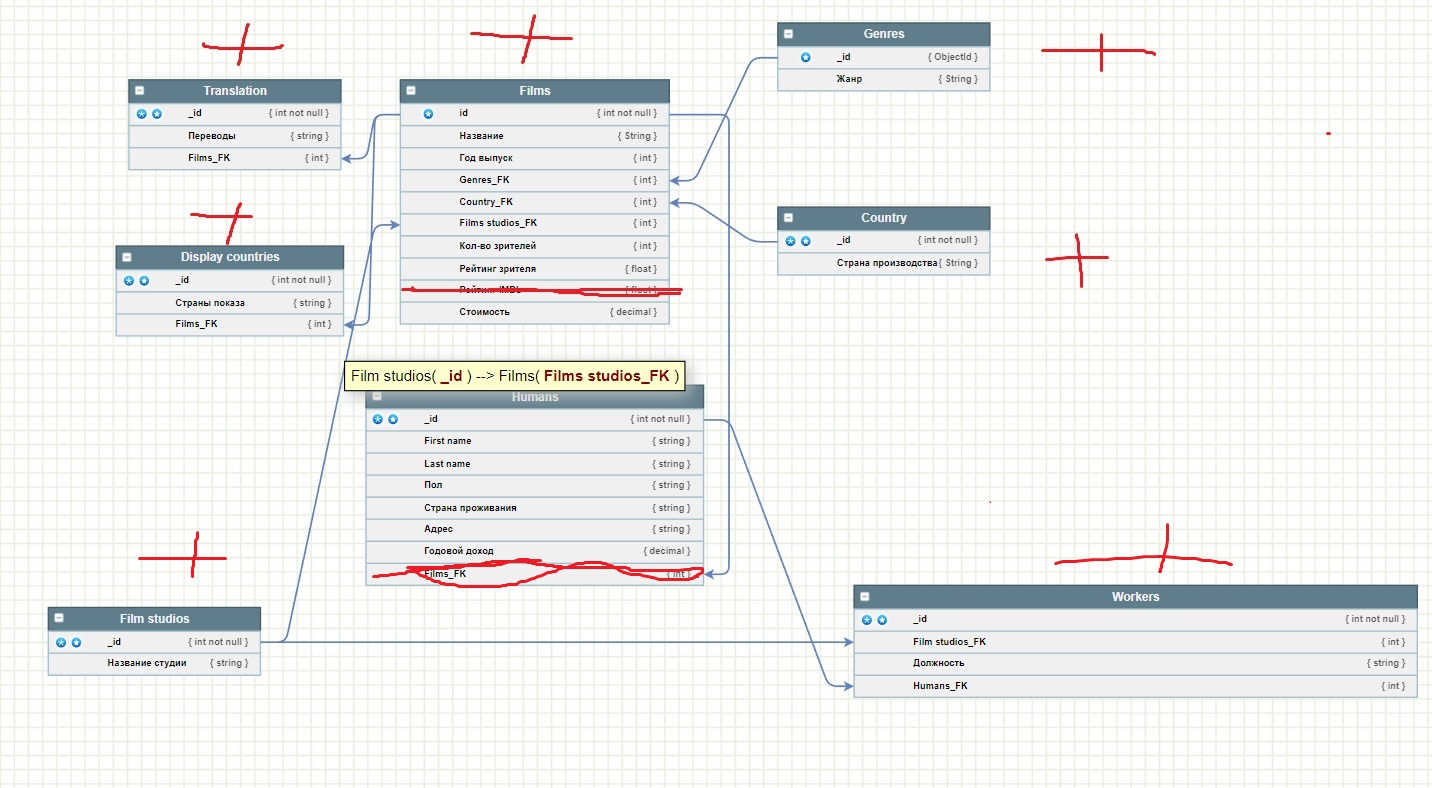 Genres
_id { ObjectId }
Жанр { String }
Translation
_id { int not null }
Переводы { string }
Films_FK { int }
Films
id { int not null }
Название { String }
Год выпуск { int }
Genres_FK { int }
Country_FK { int }
Films studios_FK { int }
Кол-во зрителей { int }
Рейтинг зрителя { float }
Рейтинг IMDb { float }
Стоимость { decimal }
Country
_id { int not null }
Страна производства { String }
Display countries
_id { int not null }
Страны показа { string }
Films_FK { int }
Film studios( _id ) --> Films( Films studios_FK )
Humans
_id { int not null }
First name { string }
Last name { string }
Пол { string }
Страна проживания { string }
Адрес { string }
Годовой доход { decimal }
Films_FK { int }
Film studios
_id { int not null }
Название студии { string }
Workers
_id { int not null }
Film studios_FK { int }
Должность { string }
Humans_FK { int }